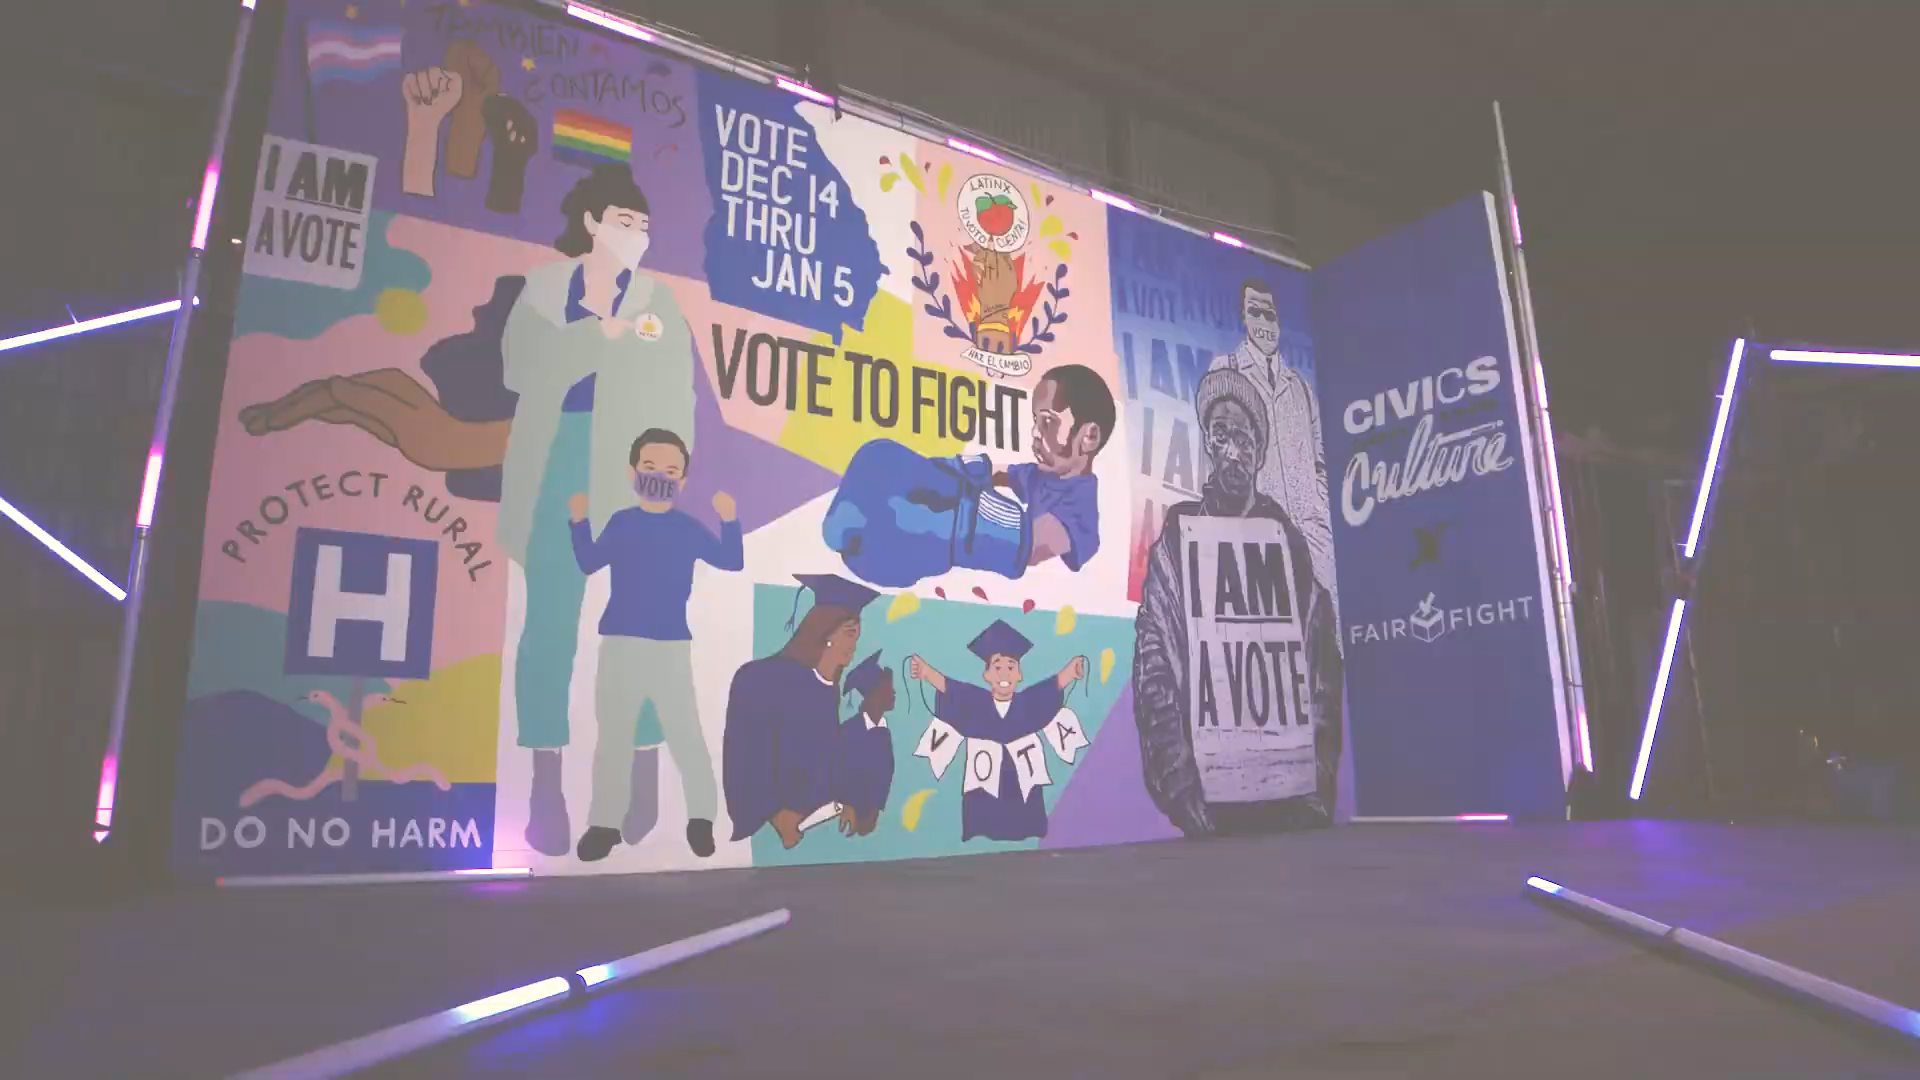 TAMBIEN
CONTAMOS
I AM
A VOTE
VOTE
DEC 14
THRU
JAN 5
LATINX
TU VOTO CUENTA!
HAZ EL CAMBIO
VOTE TO FIGHT
VOTE
VOTE
PROTECT RURAL
H
DO NO HARM
VOTA
I AM
I A
I AM
A VOTE
CIVICS
Culture
X
FAIR FIGHT